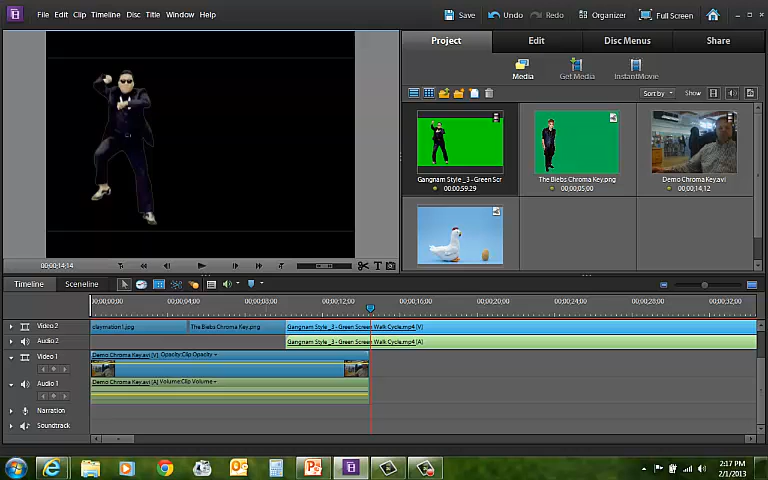 File Edit Clip Timeline Disc Title Window Help
Save Undo Redo Organizer Full Screen
Project Edit Disc Menus Share
Media Get Media InstantMovie
Sort by Show
Gangnam Style _3 - Green Scr
00;00;59;29
The Biebs Chroma Key.png
00;00;05;00
Demo Chroma Key.avi
00;00;14;12
00;00;14;14
T
Timeline Sceneline
00;00;00;00 00;00;04;00 00;00;08;00 00;00;12;00 00;00;16;00 00;00;20;00 00;00;24;00 00;00;28;00 00;00;32;00
Video 2 claymation1.jpg The Biebs Chroma Key.png Gangnam Style _3 - Green Screen Walk Cycle.mp4 [V]
Audio 2 Gangnam Style _3 - Green Screen Walk Cycle.mp4 [A]
Video 1 Demo Chroma Key.avi [V] Opacity:Clip Opacity
Audio 1 Demo Chroma Key.avi [A] Volume:Clip Volume
Narration
Soundtrack
2:17 PM
2/1/2013